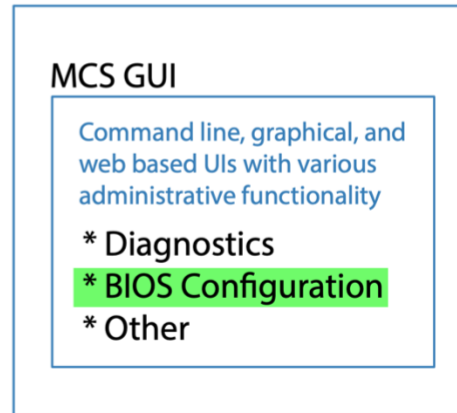 MCS GUI
Command line, graphical, and
web based UIs with various
administrative functionality
* Diagnostics
* BIOS Configuration
* Other